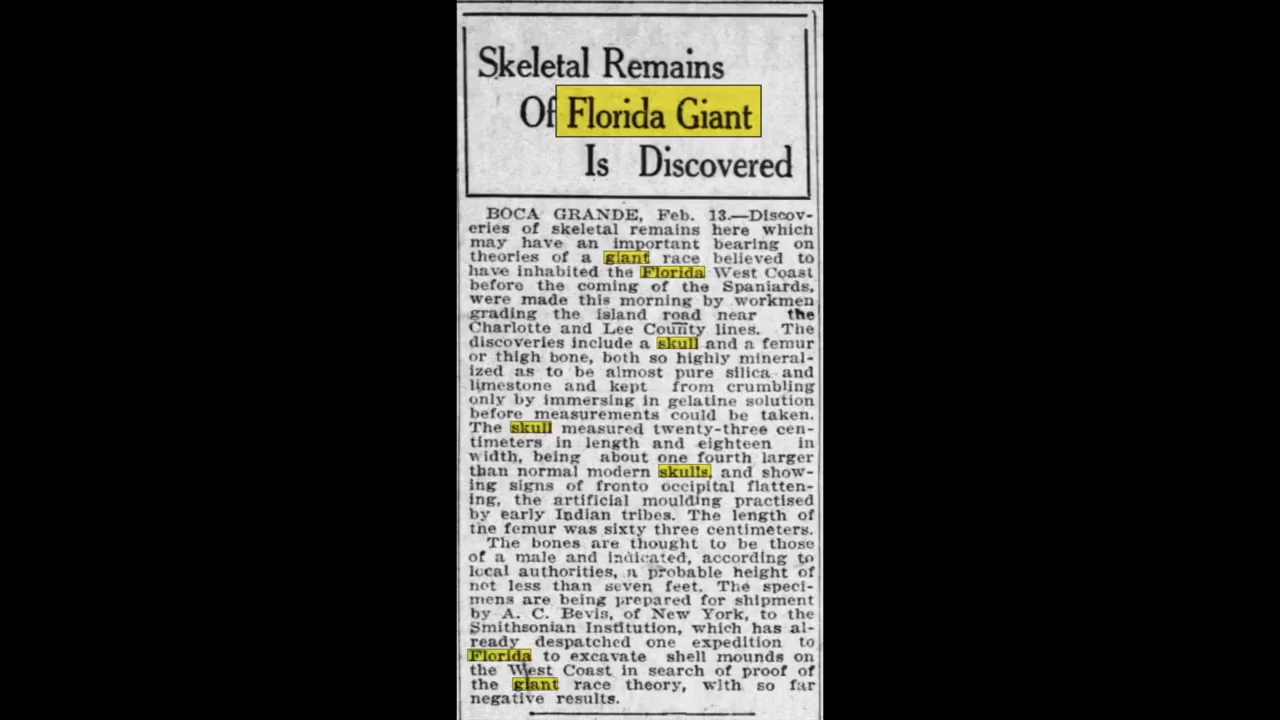 Skeletal Remains
Of Florida Giant
Is Discovered
BOCA GRANDE, Feb. 13.—Discov-
eries of skeletal remains here which
may have an important bearing on
theories of a giant race believed to
have inhabited the Florida West Coast
before the coming of the Spaniards,
were made this morning by workmen
grading the island road near the
Charlotte and Lee County lines. The
discoveries include a skull and a femur
or thigh bone, both so highly mineral-
ized as to be almost pure silica and
limestone and kept from crumbling
only by immersing in gelatine solution
before measurements could be taken.
The skull measured twenty-three cen-
timeters in length and eighteen in
width, being about one fourth larger
than normal modern skulls, and show-
ing signs of fronto occipital flatten-
ing, the artificial moulding practised
by early Indian tribes. The length of
the femur was sixty three centimeters.
The bones are thought to be those
of a male and indicated, according to
local authorities, a probable height of
not less than seven feet. The speci-
mens are being prepared for shipment
by A. C. Bevis, of New York, to the
Smithsonian Institution, which has al-
ready despatched one expedition to
Florida to excavate shell mounds on
the West Coast in search of proof of
the giant race theory, with so far
negative results.